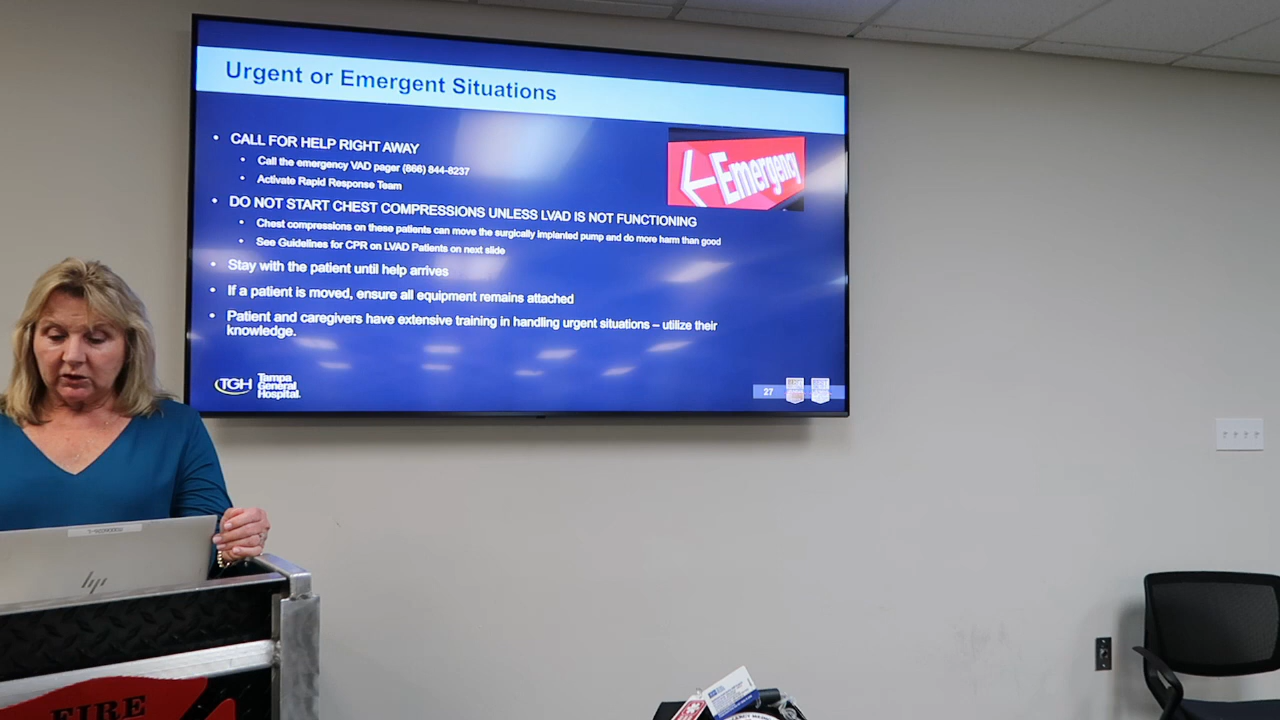 Urgent or Emergent Situations
• CALL FOR HELP RIGHT AWAY
• Call the emergency VAD pager (866) 844-8237
• Activate Rapid Response Team
Emergency
• DO NOT START CHEST COMPRESSIONS UNLESS LVAD IS NOT FUNCTIONING
• Chest compressions on these patients can move the surgically implanted pump and do more harm than good
• See Guidelines for CPR on LVAD Patients on next slide
• Stay with the patient until help arrives
• If a patient is moved, ensure all equipment remains attached
• Patient and caregivers have extensive training in handling urgent situations – utilize their
knowledge.
TGH
Tampa
General
Hospital.
27
hp
FIRE